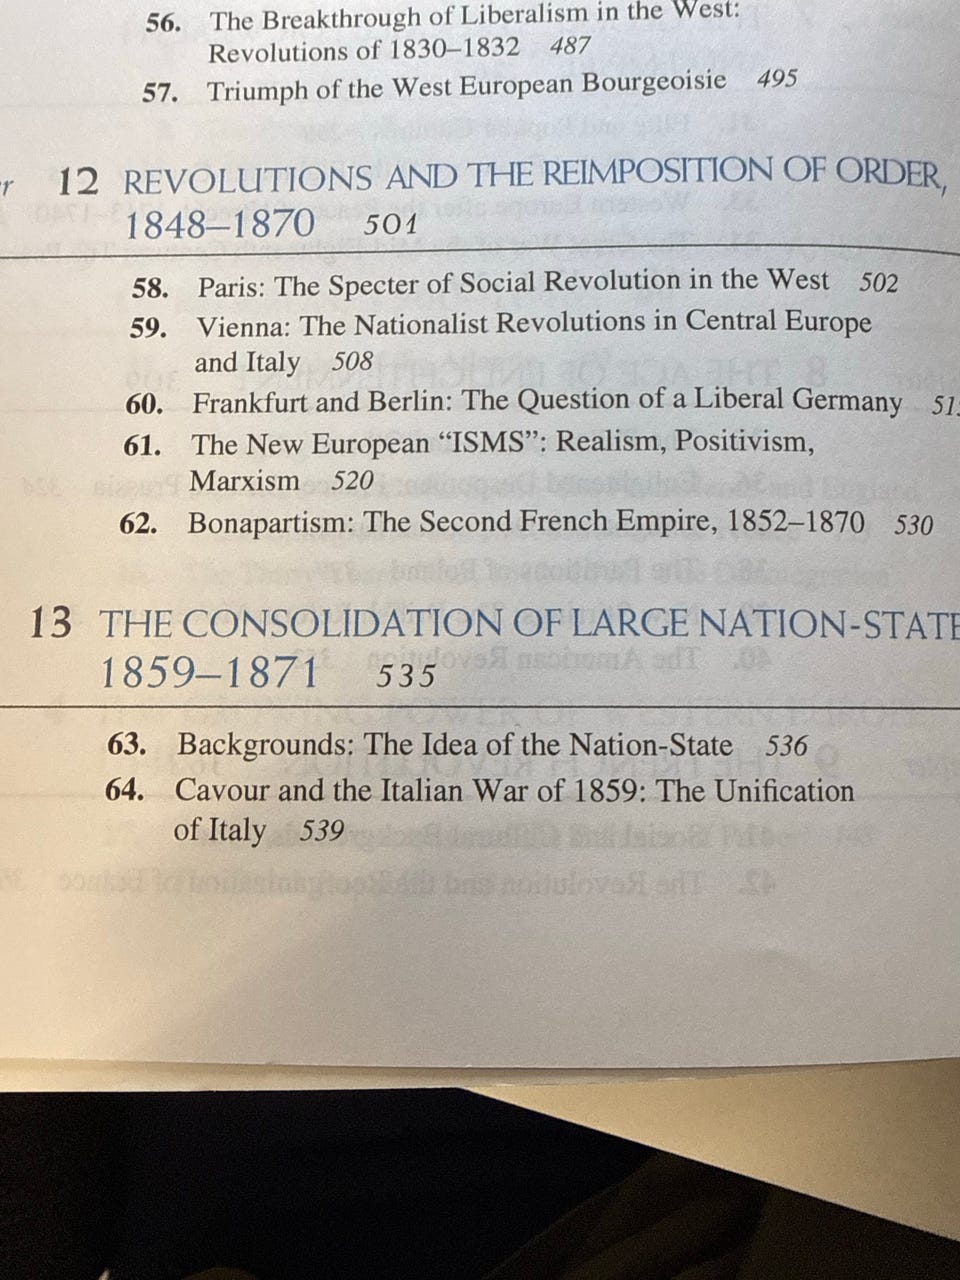 56. The Breakthrough of Liberalism in the West:
Revolutions of 1830–1832 487
57. Triumph of the West European Bourgeoisie 495
r 12 REVOLUTIONS AND THE REIMPOSITION OF ORDER,
1848–1870 501
58. Paris: The Specter of Social Revolution in the West 502
59. Vienna: The Nationalist Revolutions in Central Europe
and Italy 508
60. Frankfurt and Berlin: The Question of a Liberal Germany 51
61. The New European “ISMS”: Realism, Positivism,
Marxism 520
62. Bonapartism: The Second French Empire, 1852–1870 530
13 THE CONSOLIDATION OF LARGE NATION-STATE
1859–1871 535
63. Backgrounds: The Idea of the Nation-State 536
64. Cavour and the Italian War of 1859: The Unification
of Italy 539